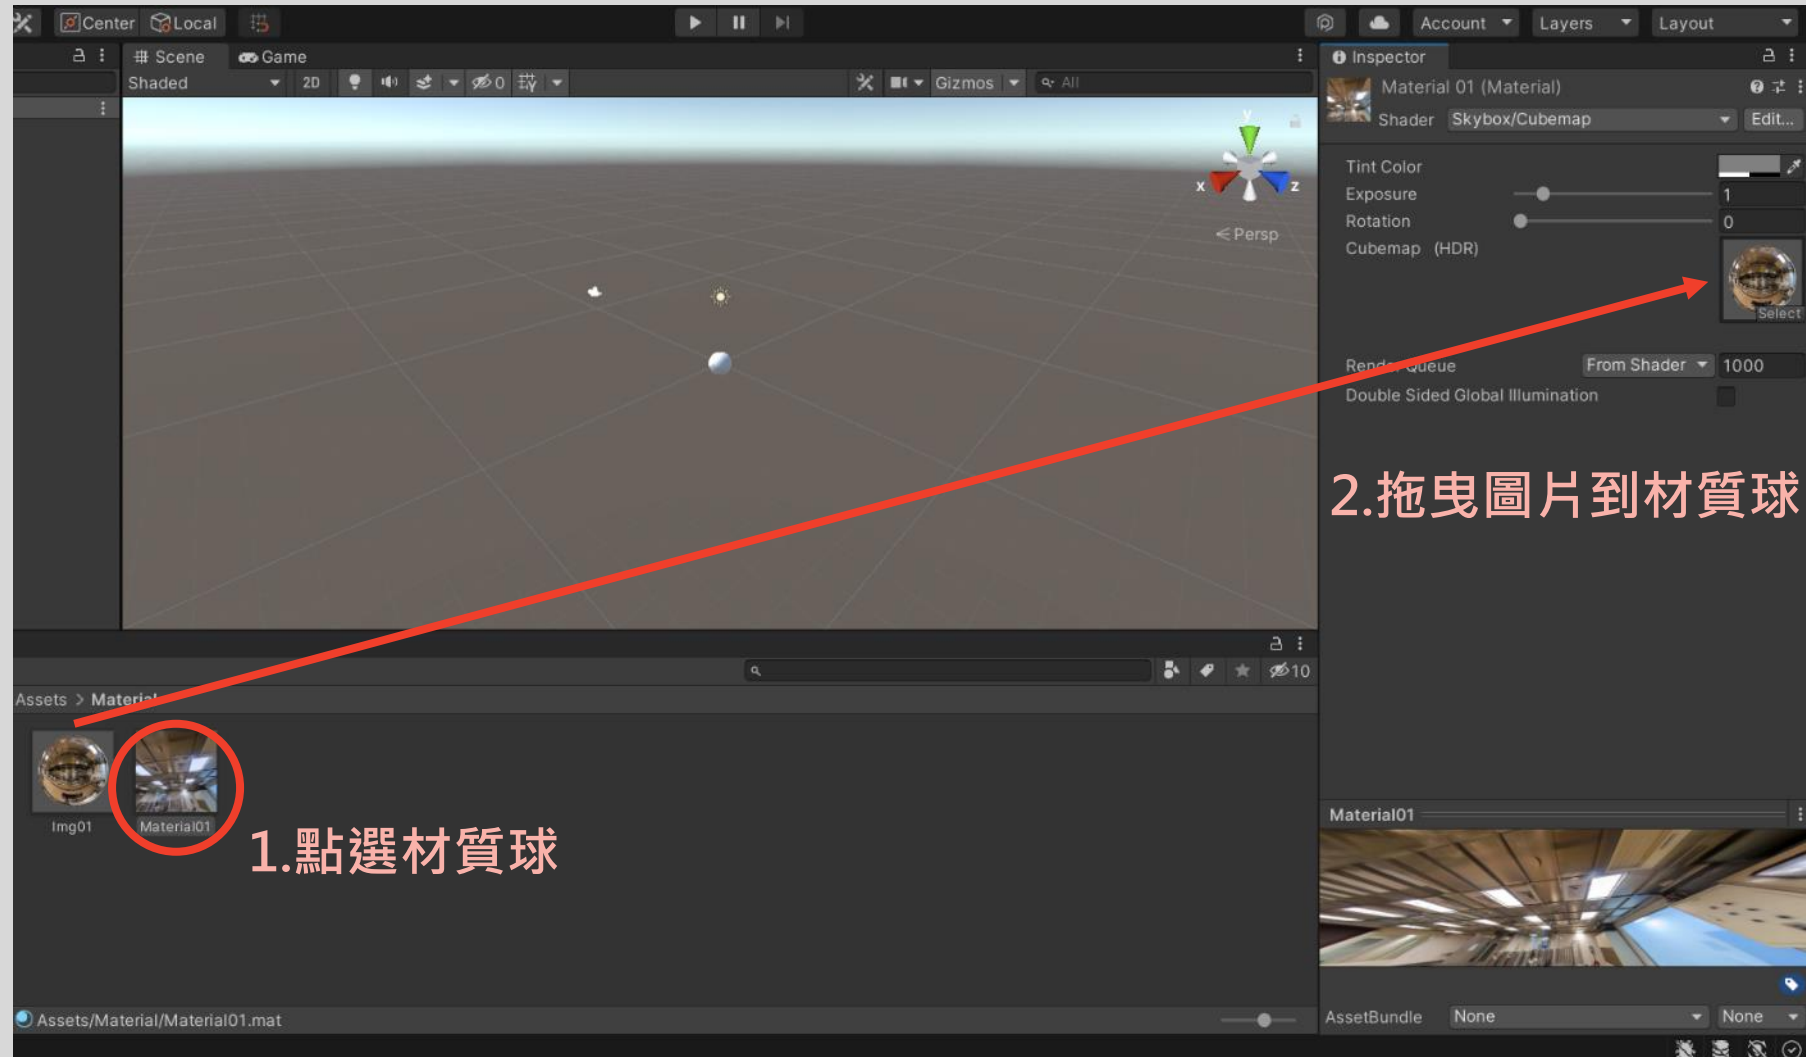 Center Local
Account Layers Layout
Scene Game
Inspector
Shaded 2D 0 Gizmos All
Material 01 (Material)
Shader Skybox/Cubemap Edit...
y
x z
Persp
Tint Color
Exposure 1
Rotation 0
Cubemap (HDR)
Select
Render Queue From Shader 1000
Double Sided Global Illumination
2.拖曳圖片到材質球
10
Assets > Material
Img01 Material01
1.點選材質球
Material01
Assets/Material/Material01.mat
AssetBundle None None